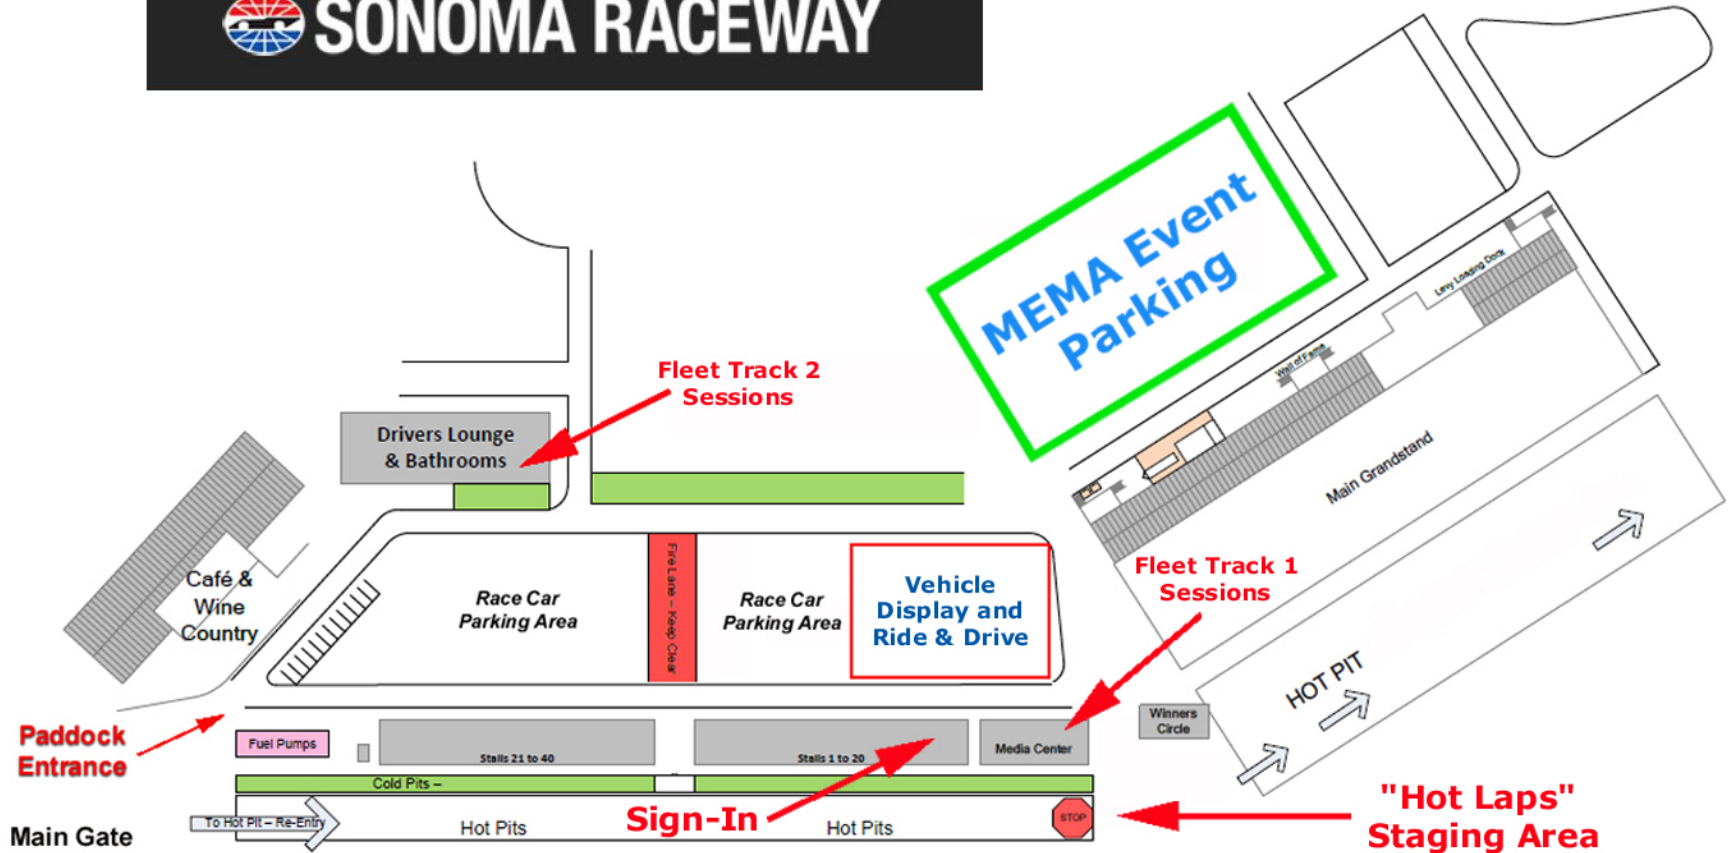 SONOMA RACEWAY
MEMA Event
Parking
Levy Loading Dock
Wall of Fame
Main Grandstand
Fleet Track 2
Sessions
Drivers Lounge
& Bathrooms
Café &
Wine
Country
Race Car
Parking Area
Fire Lane – Keep Clear
Race Car
Parking Area
Vehicle
Display and
Ride & Drive
Fleet Track 1
Sessions
HOT PIT
Winners
Circle
Paddock
Entrance
Fuel Pumps
Stalls 21 to 40
Stalls 1 to 20
Media Center
Cold Pits –
Sign-In
"Hot Laps"
Staging Area
Main Gate
To Hot Pit – Re-Entry
Hot Pits
Hot Pits
STOP